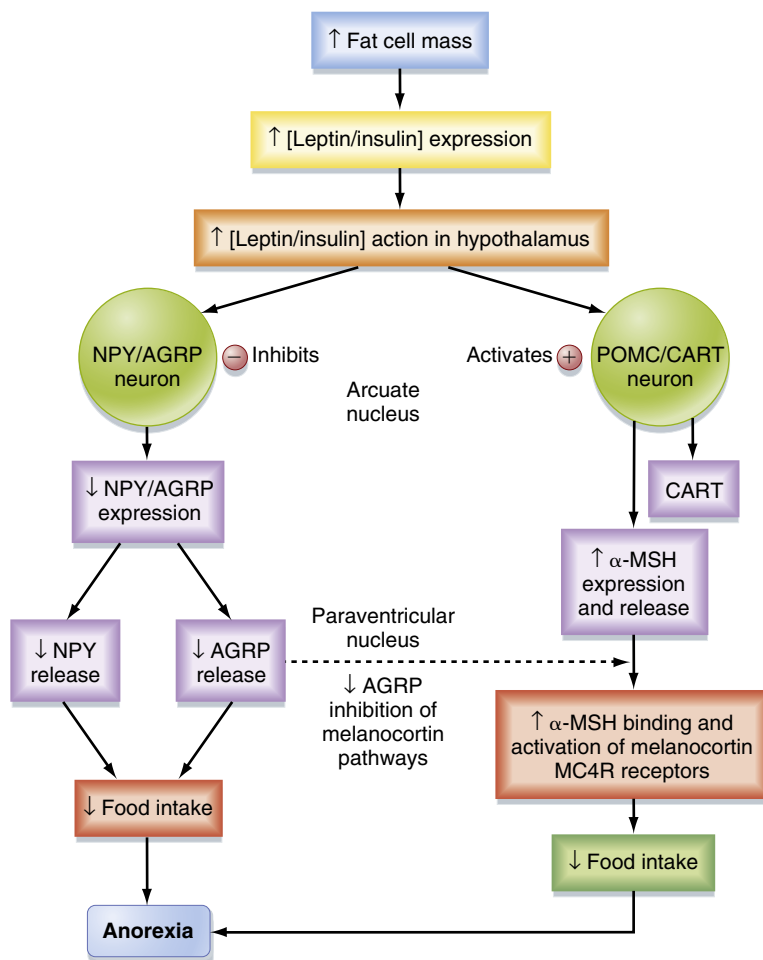 ↑ Fat cell mass
↑ [Leptin/insulin] expression
↑ [Leptin/insulin] action in hypothalamus
NPY/AGRP
neuron
− Inhibits
Activates +
POMC/CART
neuron
Arcuate
nucleus
↓ NPY/AGRP
expression
CART
↑ α-MSH
expression
and release
↓ NPY
release
↓ AGRP
release
Paraventricular
nucleus
↓ AGRP
inhibition of
melanocortin
pathways
↑ α-MSH binding and
activation of melanocortin
MC4R receptors
↓ Food intake
↓ Food intake
Anorexia